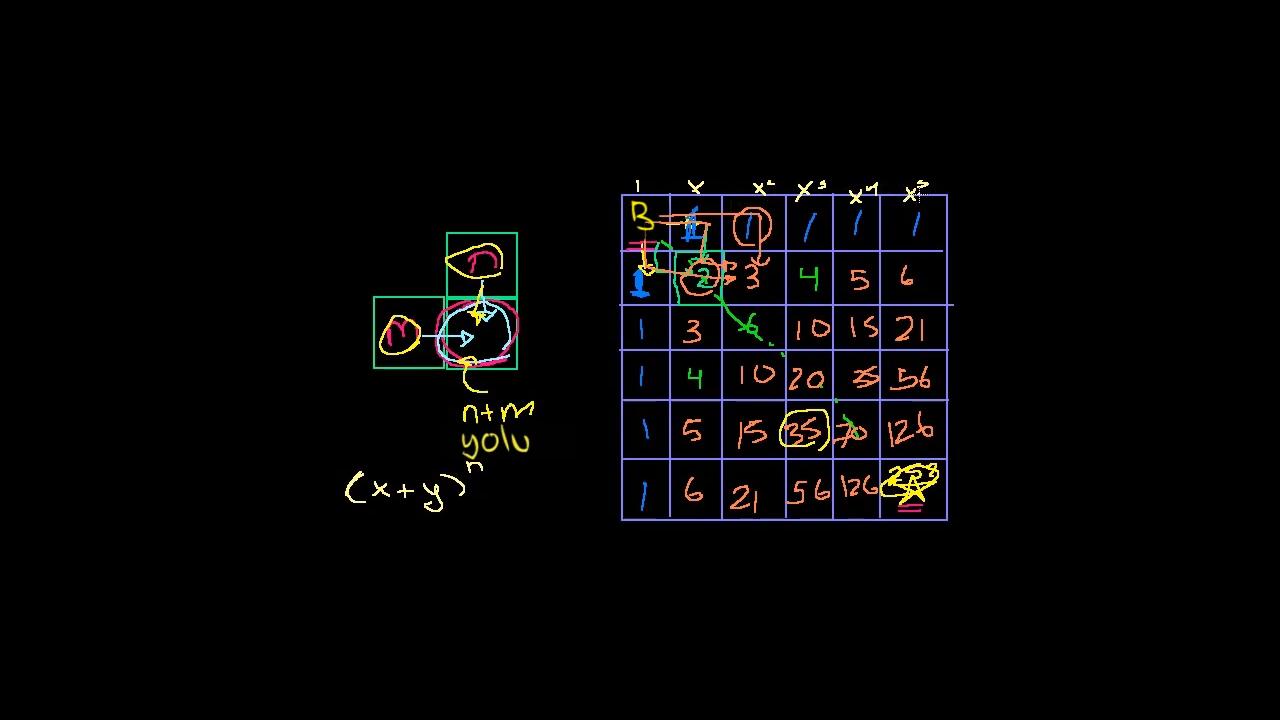 n
m
n+m
yolu
(x+y)ⁿ
1 x x² x³ x⁴ x⁵
B 1 1 1 1 1
1 2 3 4 5 6
1 3 6 10 15 21
1 4 10 20 35 56
1 5 15 35 70 126
1 6 21 56 126 252